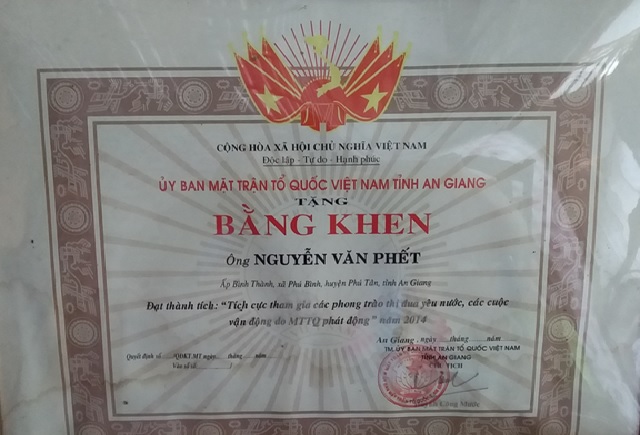 CỘNG HÒA XÃ HỘI CHỦ NGHĨA VIỆT NAM
Độc lập - Tự do - Hạnh phúc
ỦY BAN MẶT TRẬN TỔ QUỐC VIỆT NAM TỈNH AN GIANG
TẶNG
BẰNG KHEN
Ông NGUYỄN VĂN PHẾT
Ấp Bình Thành, xã Phú Bình, huyện Phú Tân, tỉnh An Giang
Đạt thành tích: "Tích cực tham gia các phong trào thi đua yêu nước, các cuộc
vận động do MTTQ phát động" năm 2014
An Giang, ngày......tháng......năm......
TM. ỦY BAN MẶT TRẬN TỔ QUỐC VIỆT NAM
TỈNH AN GIANG
CHỦ TỊCH
Quyết định số......./QĐKT-MT ngày......tháng......năm......
Vào sổ số